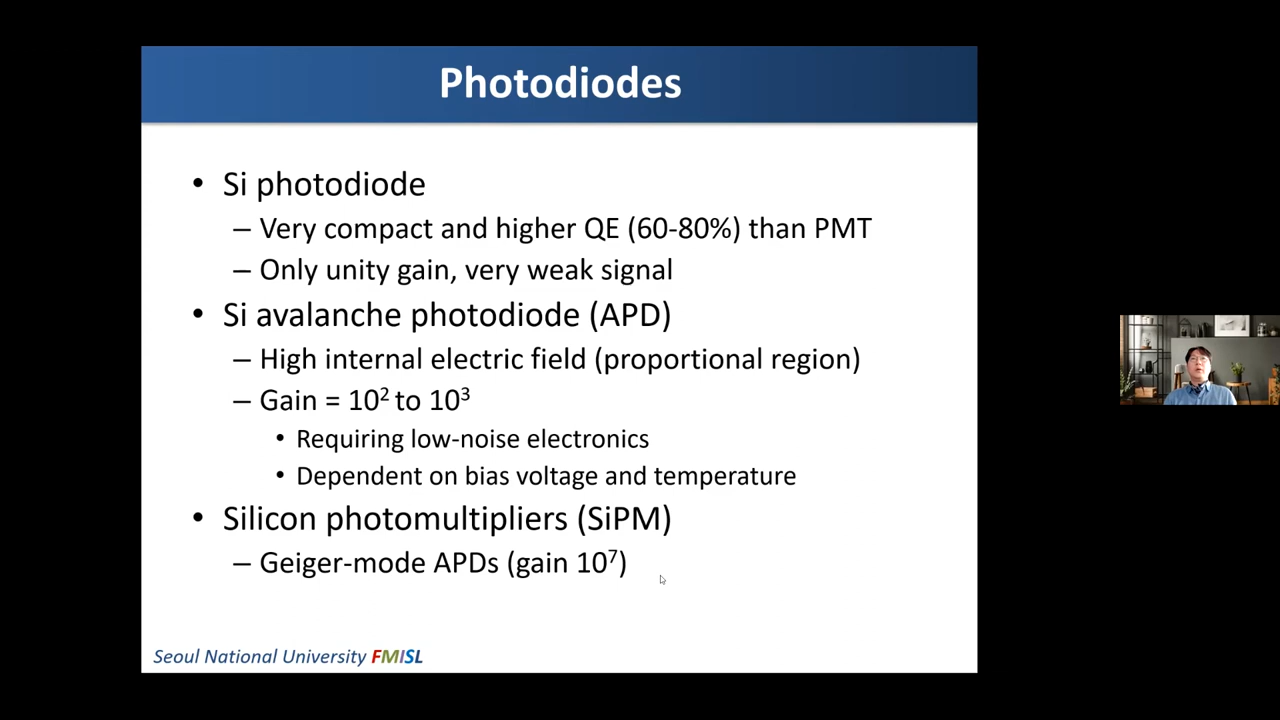 Photodiodes
• Si photodiode
– Very compact and higher QE (60-80%) than PMT
– Only unity gain, very weak signal
• Si avalanche photodiode (APD)
– High internal electric field (proportional region)
– Gain = 10² to 10³
• Requiring low-noise electronics
• Dependent on bias voltage and temperature
• Silicon photomultipliers (SiPM)
– Geiger-mode APDs (gain 10⁷)
Seoul National University FMISL